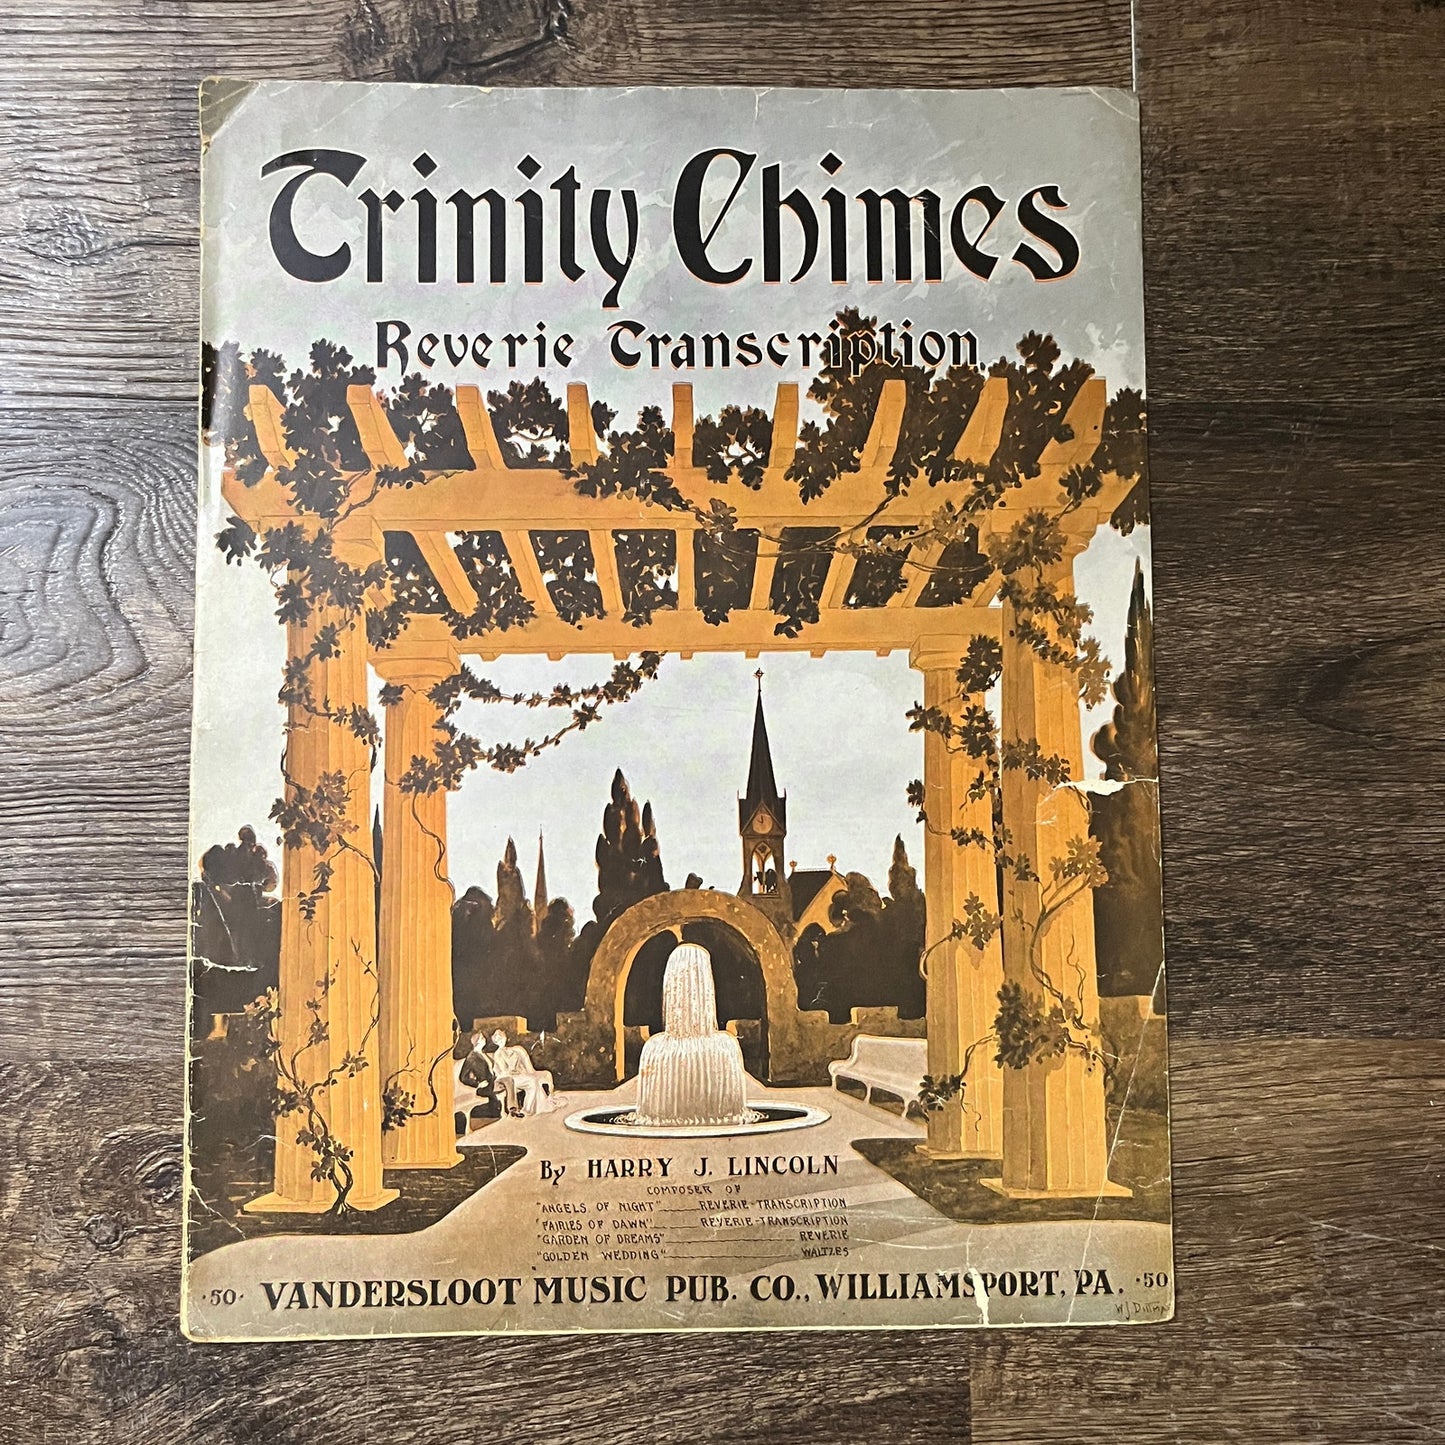 Trinity Chimes
Reverie Transcription
By HARRY J. LINCOLN
COMPOSER OF
"ANGELS OF NIGHT" REVERIE-TRANSCRIPTION
"FAIRIES OF DAWN" REVERIE-TRANSCRIPTION
"GARDEN OF DREAMS" REVERIE
"GOLDEN WEDDING" WALTZES
·50· VANDERSLOOT MUSIC PUB. CO., WILLIAMSPORT, PA. ·50